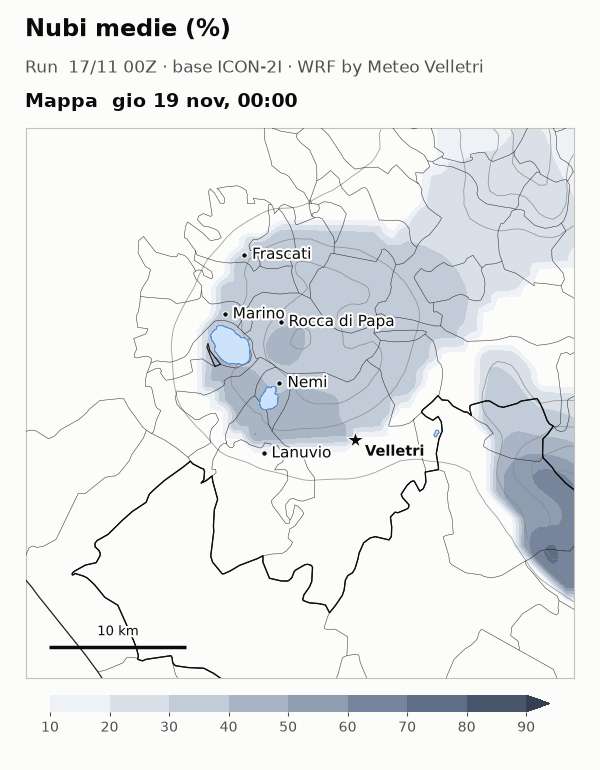 Nubi medie (%)
Run  17/11 00Z · base ICON-2I · WRF by Meteo Velletri
Mappa  gio 19 nov, 00:00
Frascati
Marino
Rocca di Papa
Nemi
Velletri
Lanuvio
10 km
10 20 30 40 50 60 70 80 90